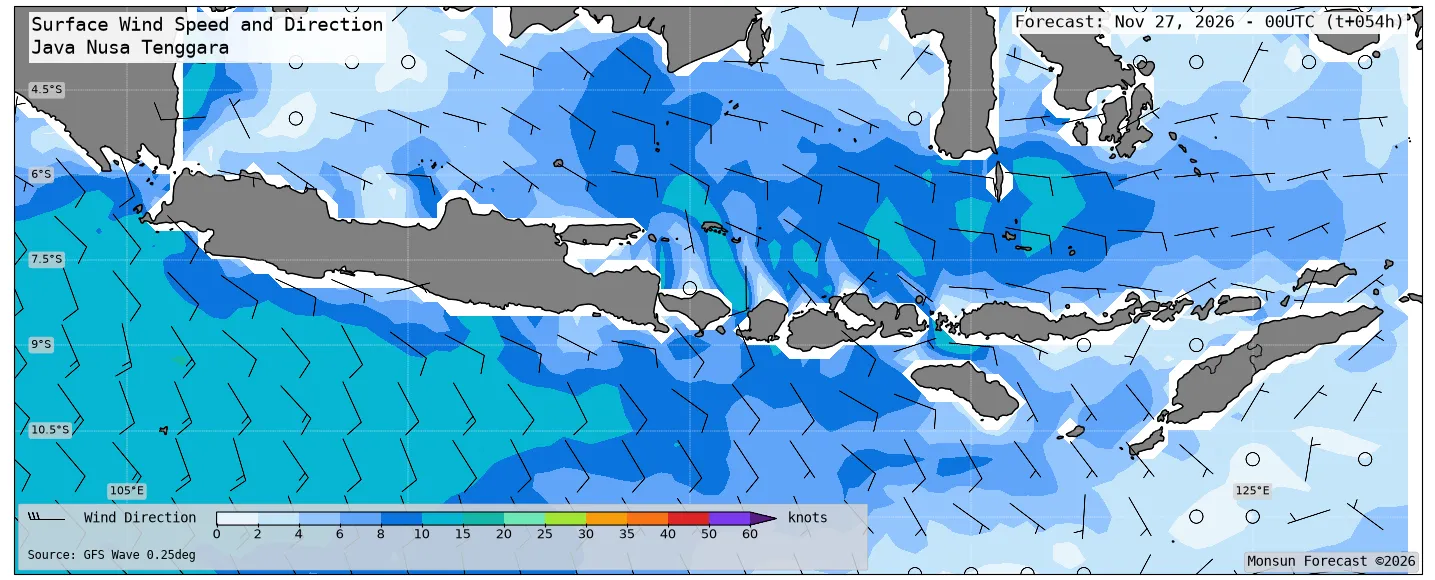 Surface Wind Speed and Direction
Java Nusa Tenggara
Forecast: Nov 27, 2026 - 00UTC (t+054h)
4.5°S
6°S
7.5°S
9°S
10.5°S
105°E
125°E
Wind Direction
0 2 4 6 8 10 15 20 25 30 35 40 50 60
knots
Source: GFS Wave 0.25deg
Monsun Forecast ©2026